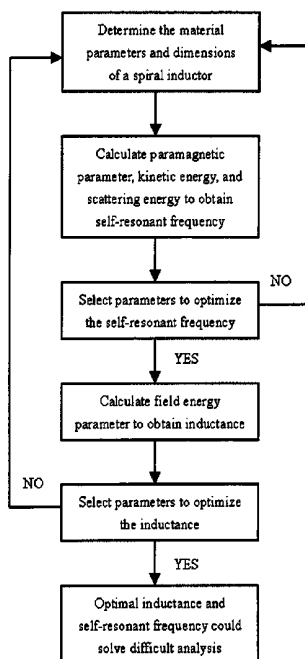 Determine the material
parameters and dimensions
of a spiral inductor
Calculate paramagnetic
parameter, kinetic energy, and
scattering energy to obtain
self-resonant frequency
NO
Select parameters to optimize
the self-resonant frequency
YES
Calculate field energy
parameter to obtain inductance
NO
Select parameters to optimize
the inductance
YES
Optimal inductance and
self-resonant frequency could
solve difficult analysis